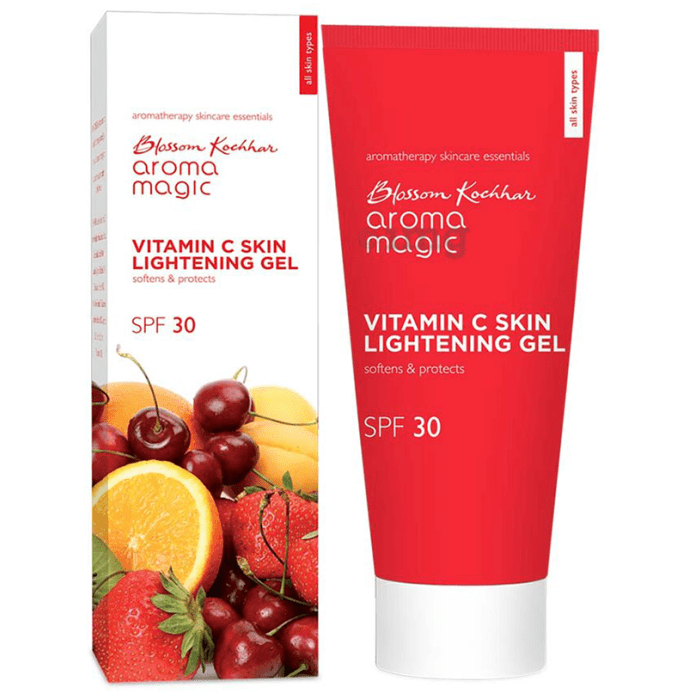 all skin types
aromatherapy skincare essentials
Blossom Kochhar
aroma
magic
VITAMIN C SKIN
LIGHTENING GEL
softens & protects
SPF 30
all skin types
aromatherapy skincare essentials
Blossom Kochhar
aroma
magic
VITAMIN C SKIN
LIGHTENING GEL
softens & protects
SPF 30